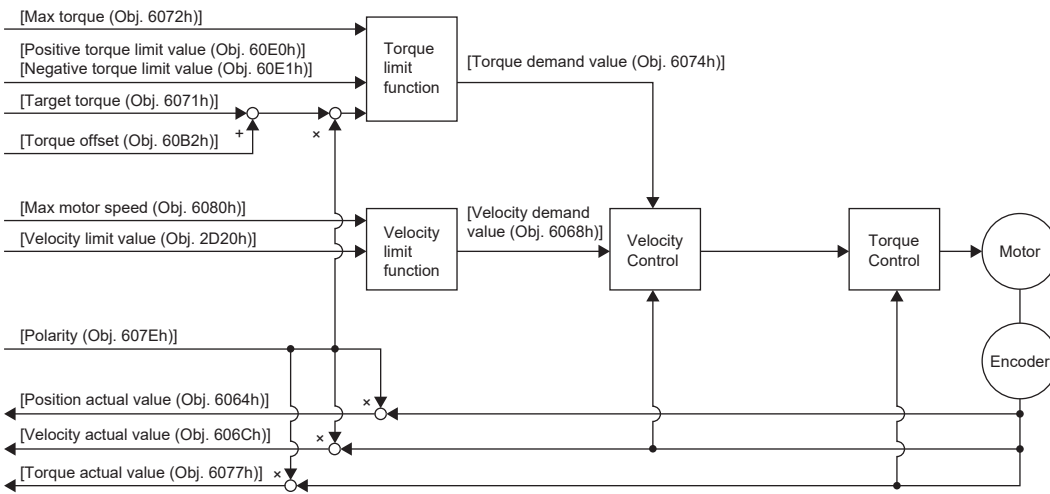 [Max torque (Obj. 6072h)]
[Positive torque limit value (Obj. 60E0h)]
[Negative torque limit value (Obj. 60E1h)]
[Target torque (Obj. 6071h)]
+
×
[Torque offset (Obj. 60B2h)]
Torque
limit
function
[Torque demand value (Obj. 6074h)]
[Max motor speed (Obj. 6080h)]
[Velocity limit value (Obj. 2D20h)]
Velocity
limit
function
[Velocity demand
value (Obj. 6068h)]
Velocity
Control
Torque
Control
Motor
Encoder
[Polarity (Obj. 607Eh)]
[Position actual value (Obj. 6064h)]
×
[Velocity actual value (Obj. 606Ch)]
×
[Torque actual value (Obj. 6077h)]
×